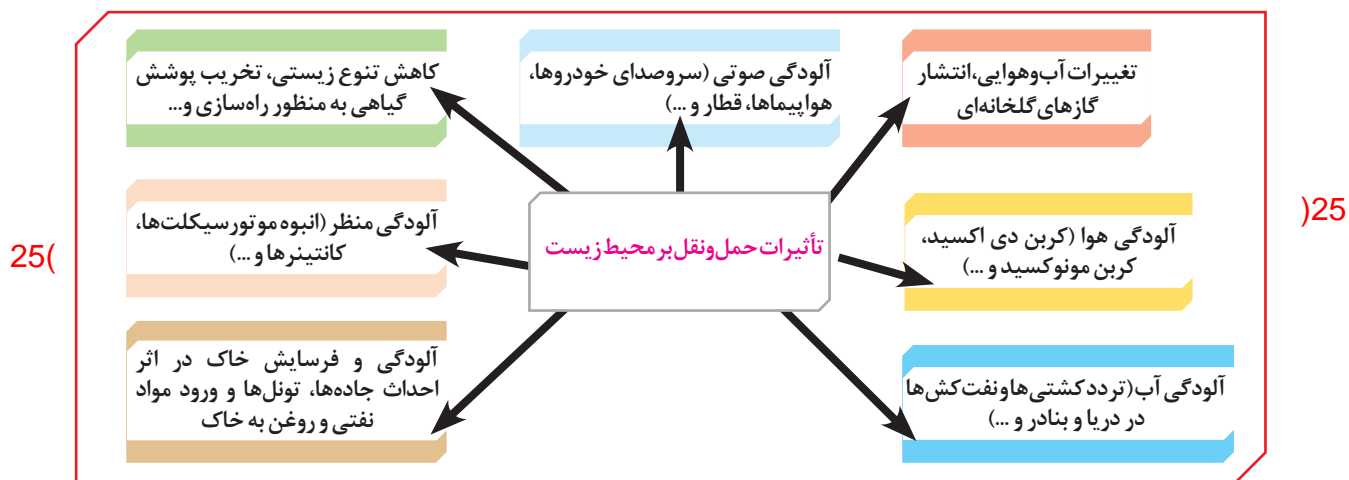 تغییرات آب‌وهوایی، انتشار
گازهای گلخانه‌ای
آلودگی صوتی (سروصدای خودروها،
هواپیماها، قطار و ...)
کاهش تنوع زیستی، تخریب پوشش
گیاهی به منظور راه‌سازی و...
تأثیرات حمل‌ونقل بر محیط زیست
آلودگی هوا (کربن دی اکسید،
کربن مونوکسید و ...)
آلودگی منظر (انبوه موتورسیکلت‌ها،
کانتینرها و ...)
آلودگی آب (تردد کشتی‌ها و نفت‌کش‌ها
در دریا و بنادر و ...)
آلودگی و فرسایش خاک در اثر
احداث جاده‌ها، تونل‌ها و ورود مواد
نفتی و روغن به خاک
)25
25(